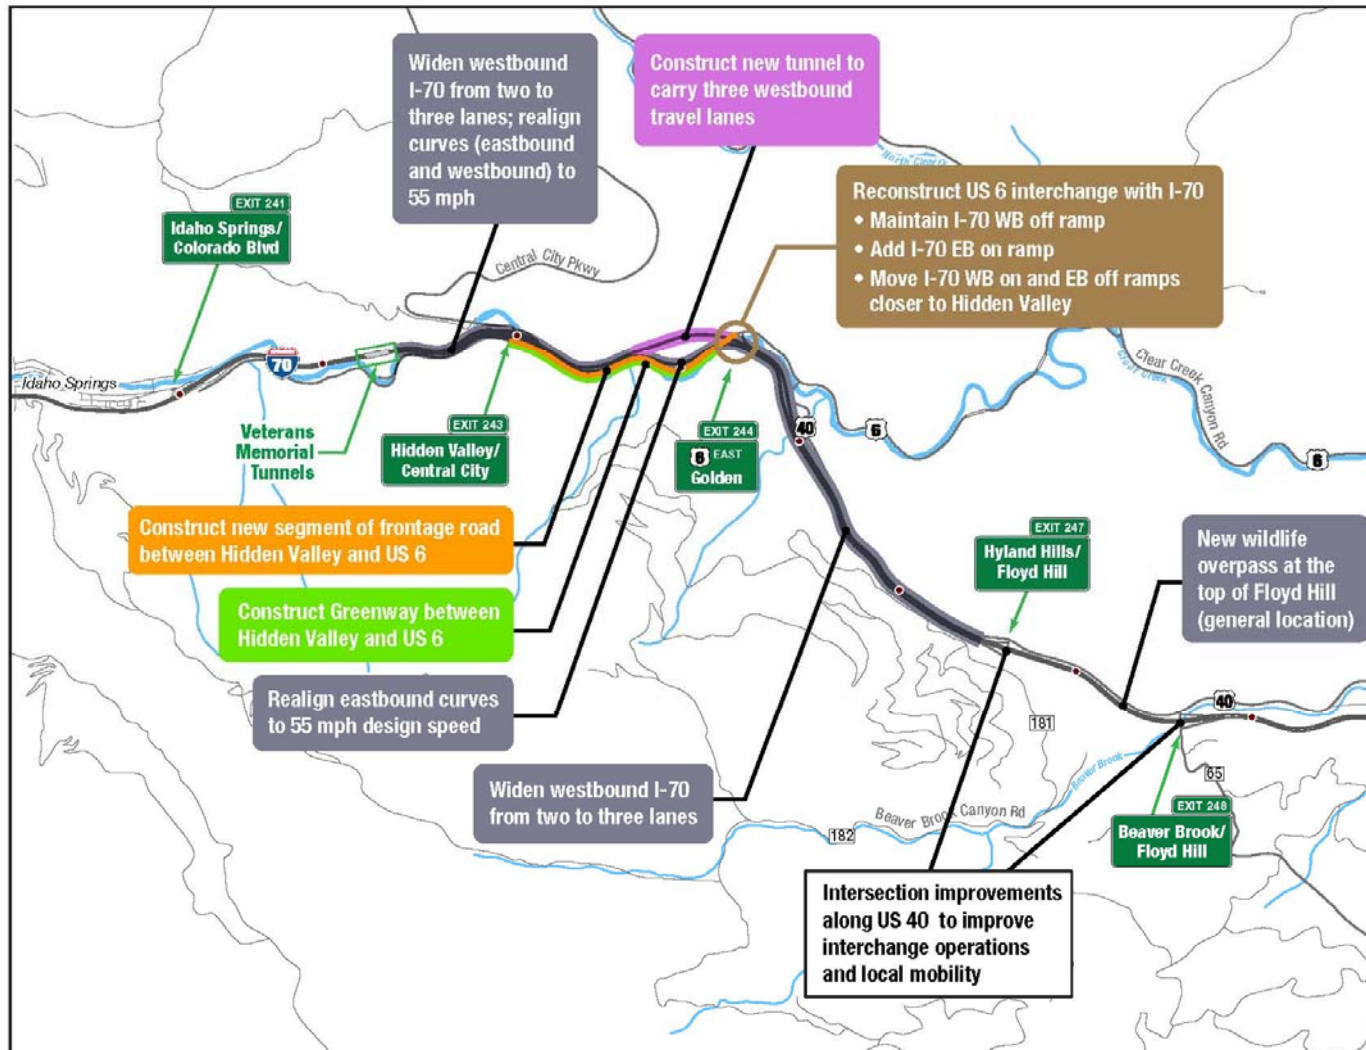 Widen westbound
I-70 from two to
three lanes; realign
curves (eastbound
and westbound) to
55 mph
Construct new tunnel to
carry three westbound
travel lanes
North Clear Cr
Reconstruct US 6 interchange with I-70
• Maintain I-70 WB off ramp
• Add I-70 EB on ramp
• Move I-70 WB on and EB off ramps
closer to Hidden Valley
EXIT 241
Idaho Springs/
Colorado Blvd
Central City Pkwy
70
Idaho Springs
Clear Creek
Clear Creek Canyon Rd
Veterans
Memorial
Tunnels
EXIT 243
Hidden Valley/
Central City
EXIT 244
6 EAST
Golden
40
6
6
Construct new segment of frontage road
between Hidden Valley and US 6
EXIT 247
Hyland Hills/
Floyd Hill
New wildlife
overpass at the
top of Floyd Hill
(general location)
Construct Greenway between
Hidden Valley and US 6
Realign eastbound curves
to 55 mph design speed
40
181
Widen westbound I-70
from two to three lanes
Beaver Brook
65
Beaver Brook Canyon Rd
182
EXIT 248
Beaver Brook/
Floyd Hill
Intersection improvements
along US 40 to improve
interchange operations
and local mobility